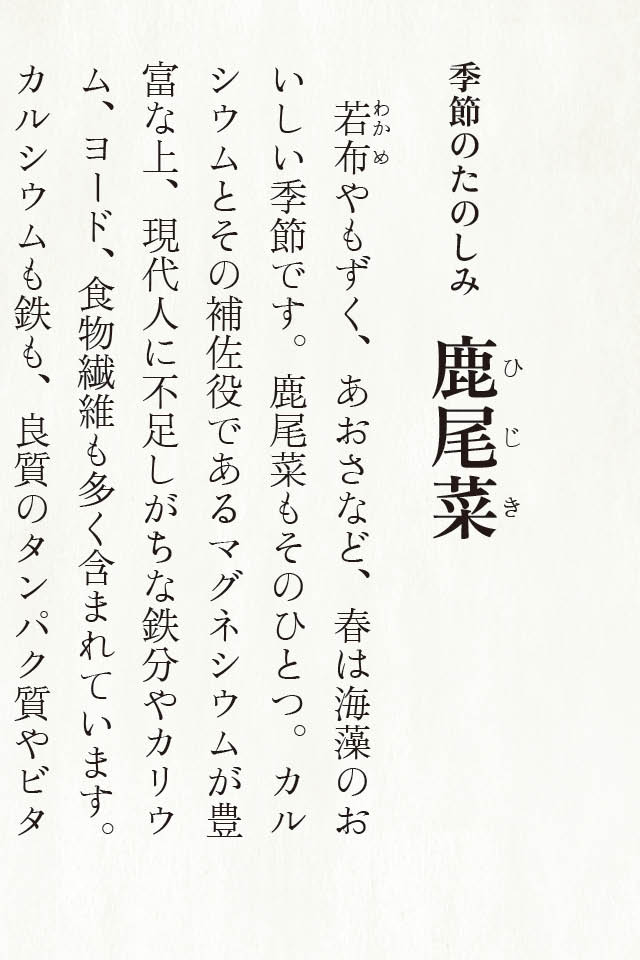 季節のたのしみ 鹿尾菜
ひじき
わかめ
若布やもずく、あおさなど、春は海藻のお
いしい季節です。鹿尾菜もそのひとつ。カル
シウムとその補佐役であるマグネシウムが豊
富な上、現代人に不足しがちな鉄分やカリウ
ム、ヨード、食物繊維も多く含まれています。
カルシウムも鉄も、良質のタンパク質やビタ